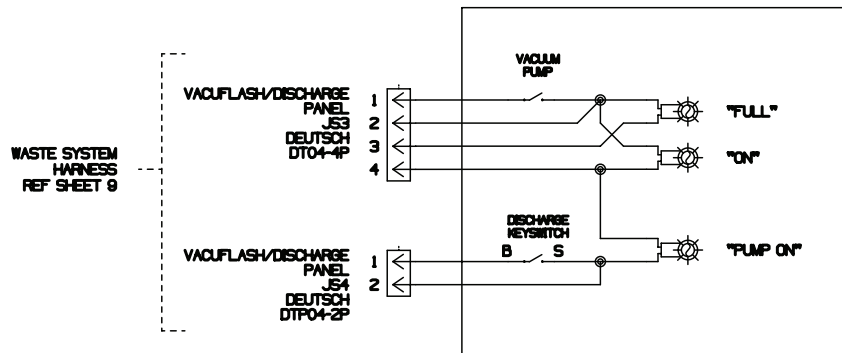 VACUUM
PUMP
VACUFLASH/DISCHARGE
PANEL
JS3
DEUTSCH
DT04-4P
1
2
3
4
"FULL"
"ON"
WASTE SYSTEM
HARNESS
REF SHEET 9
DISCHARGE
KEYSWITCH
B S
VACUFLASH/DISCHARGE
PANEL
JS4
DEUTSCH
DTP04-2P
1
2
"PUMP ON"